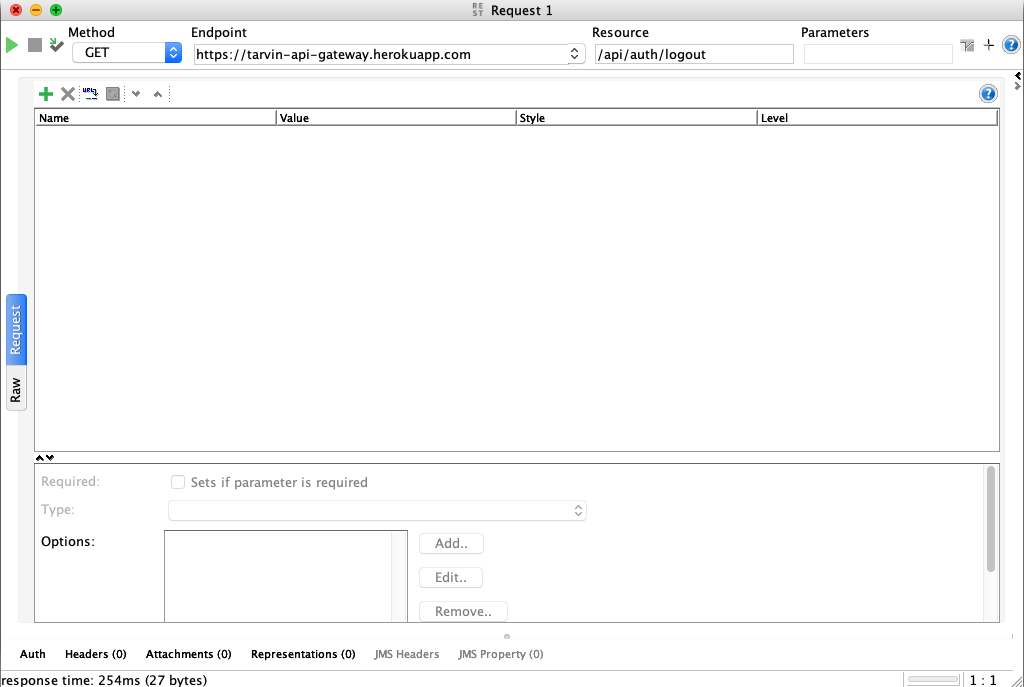 REST Request 1
Method Endpoint Resource Parameters
GET https://tarvin-api-gateway.herokuapp.com /api/auth/logout
Name Value Style Level
Request
Raw
Required: Sets if parameter is required
Type:
Options: Add..
Edit..
Remove..
Auth Headers (0) Attachments (0) Representations (0) JMS Headers JMS Property (0)
response time: 254ms (27 bytes) 1 : 1